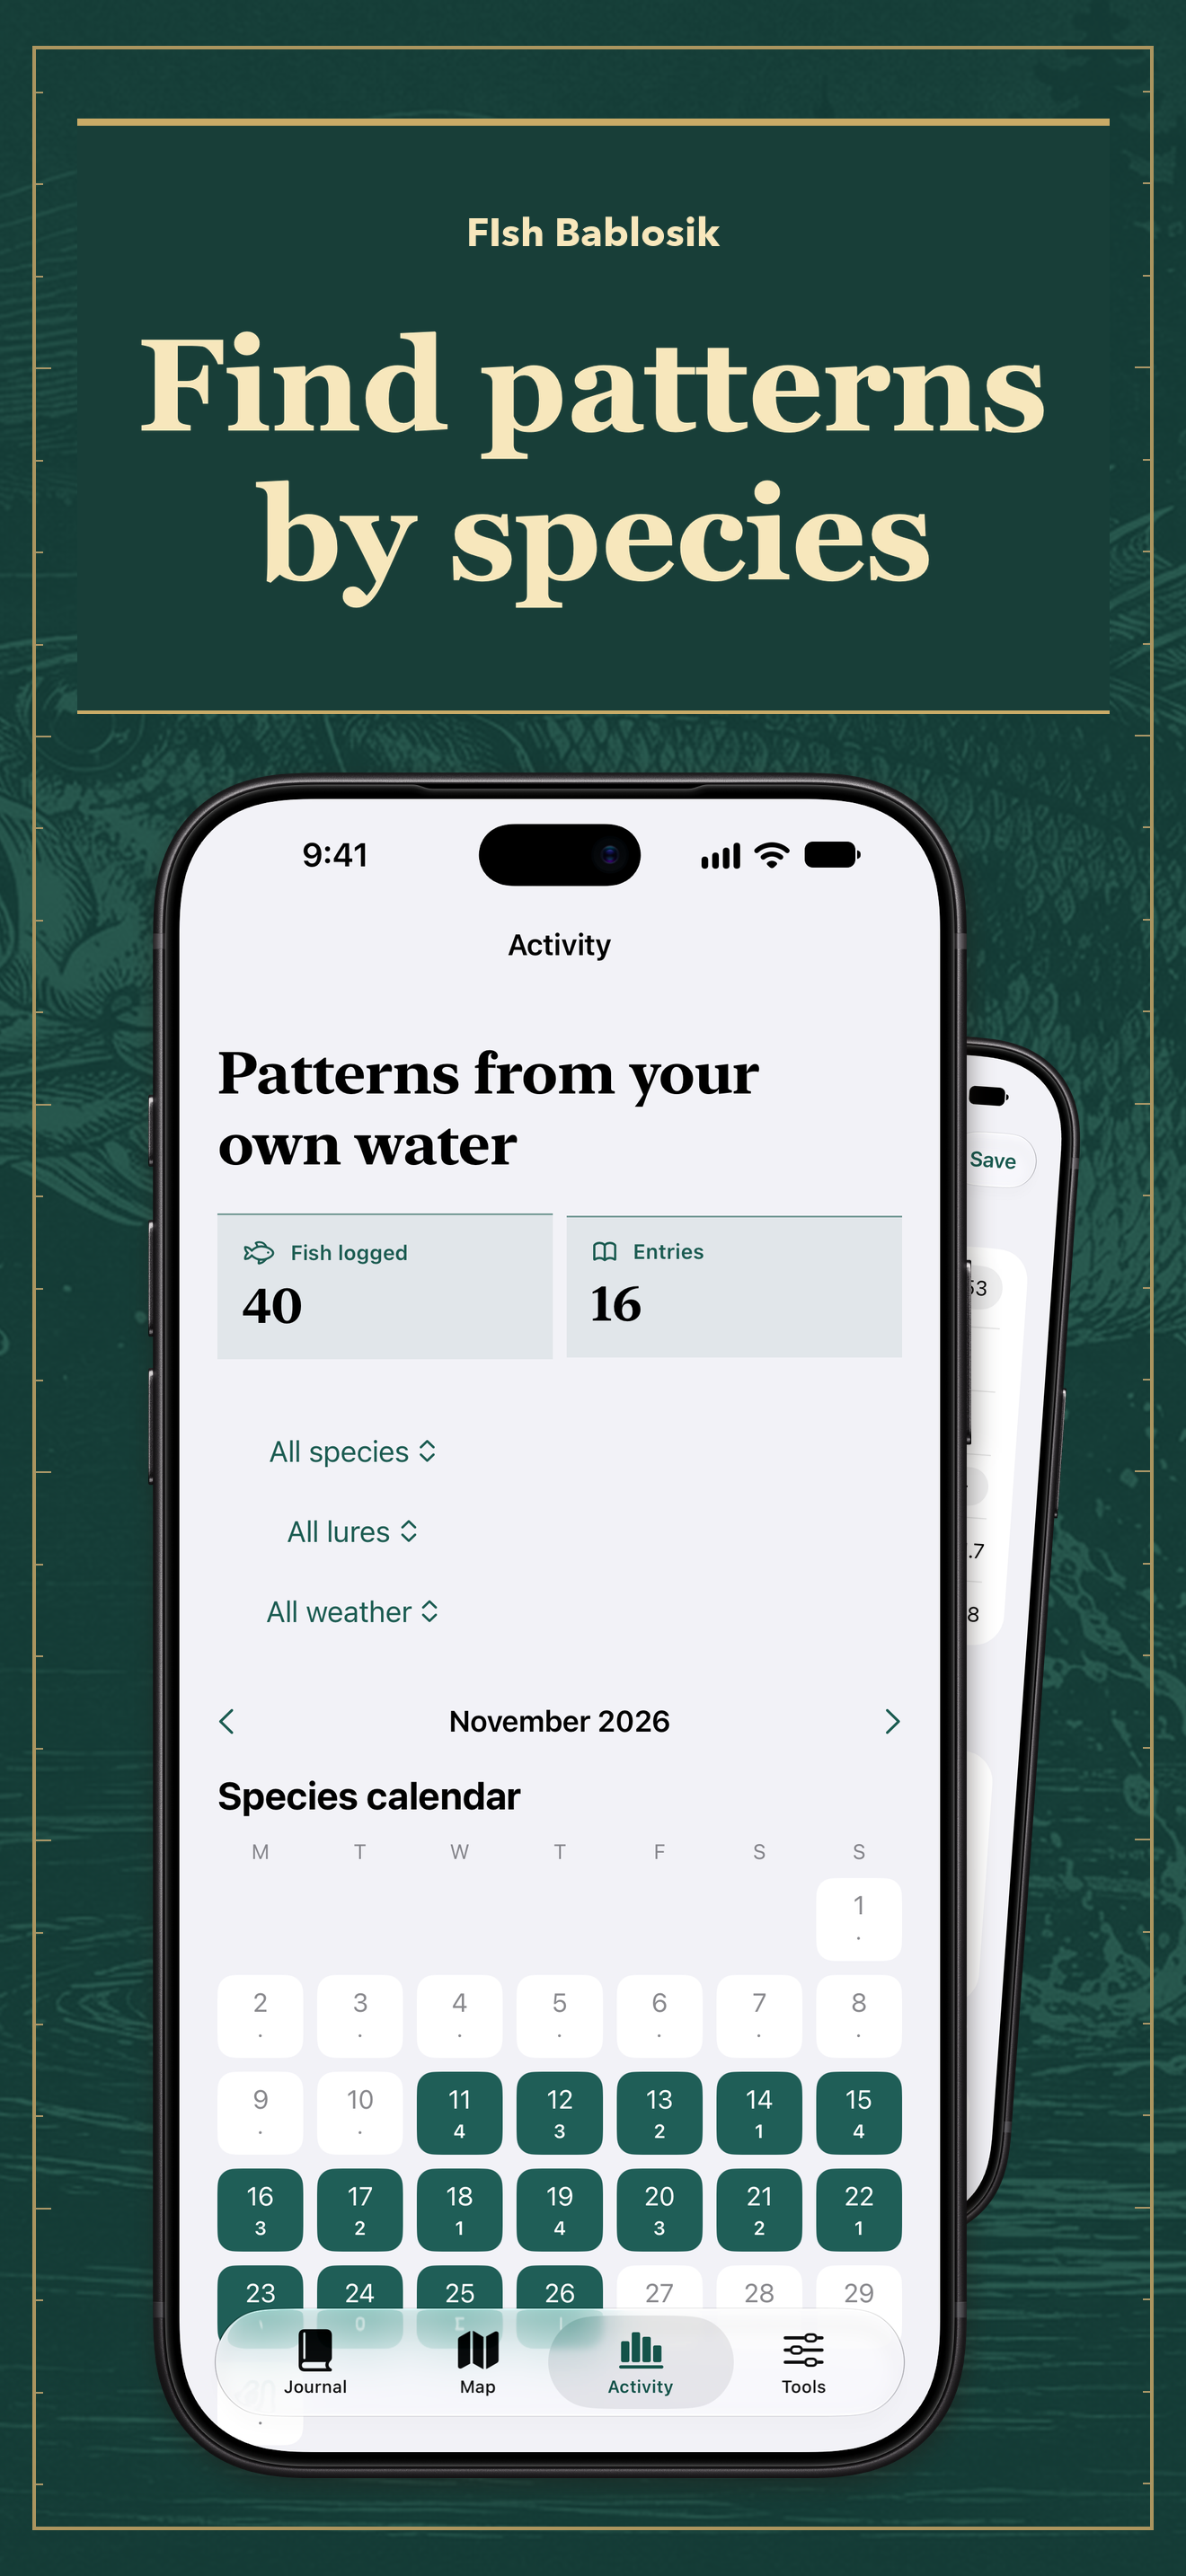 FIsh Bablosik
Find patterns
by species
9:41
Activity
Patterns from your
own water
Fish logged
40
Entries
16
Save
53
.7
8
All species
All lures
All weather
November 2026
Species calendar
M T W T F S S
1
2 3 4 5 6 7 8
9 10 11 12 13 14 15
4 3 2 1 4
16 17 18 19 20 21 22
3 2 1 4 3 2 1
23 24 25 26 27 28 29
Journal Map Activity Tools